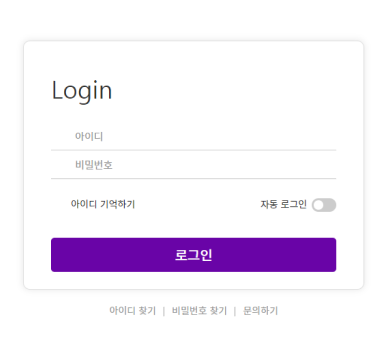 Login
아이디
비밀번호
아이디 기억하기 자동 로그인
로그인
아이디 찾기 | 비밀번호 찾기 | 문의하기